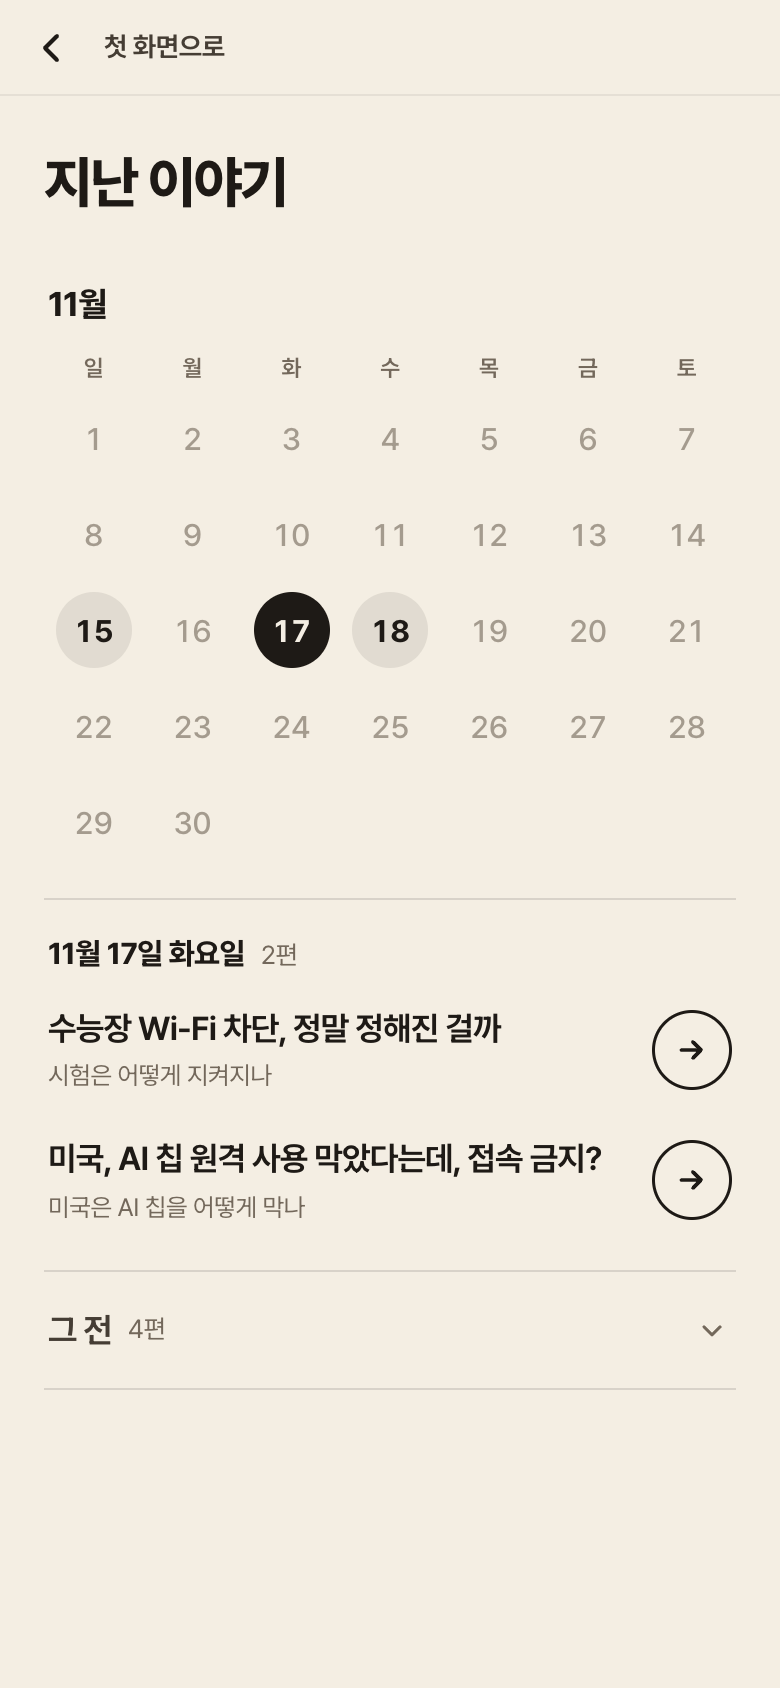 첫 화면으로
지난 이야기
11월
일 월 화 수 목 금 토
1 2 3 4 5 6 7
8 9 10 11 12 13 14
15 16 17 18 19 20 21
22 23 24 25 26 27 28
29 30
11월 17일 화요일 2편
수능장 Wi-Fi 차단, 정말 정해진 걸까
시험은 어떻게 지켜지나
미국, AI 칩 원격 사용 막았다는데, 접속 금지?
미국은 AI 칩을 어떻게 막나
그 전 4편